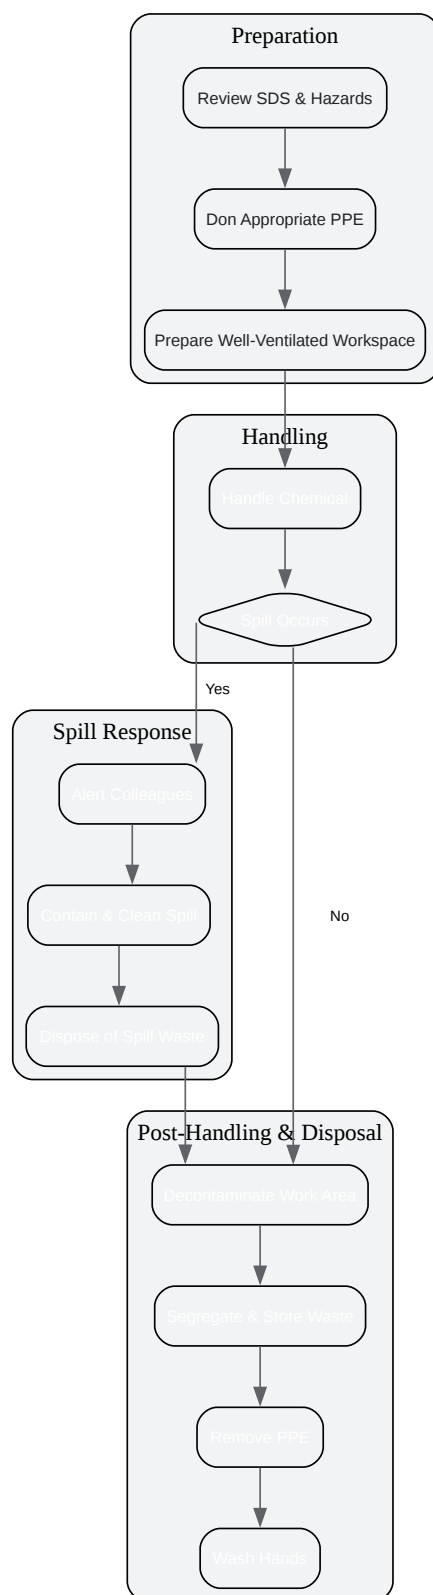 Preparation
Review SDS & Hazards
Don Appropriate PPE
Prepare Well-Ventilated Workspace
Handling
Handle Chemical
Spill Occurs
Yes
Spill Response
Alert Colleagues
Contain & Clean Spill
No
Dispose of Spill Waste
Post-Handling & Disposal
Decontaminate Work Area
Segregate & Store Waste
Remove PPE
Wash Hands